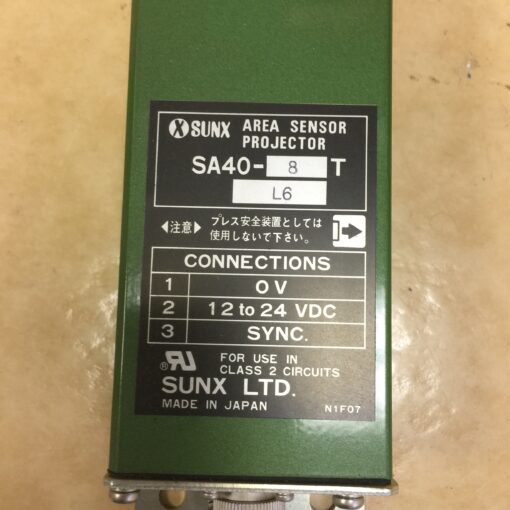 SUNX AREA SENSOR
PROJECTOR
SA40-8T
L6
◀注意▶ プレス安全装置としては
使用しないで下さい。
CONNECTIONS
1 0 V
2 12 to 24 VDC
3 SYNC.
FOR USE IN
CLASS 2 CIRCUITS
SUNX LTD.
MADE IN JAPAN N1F07